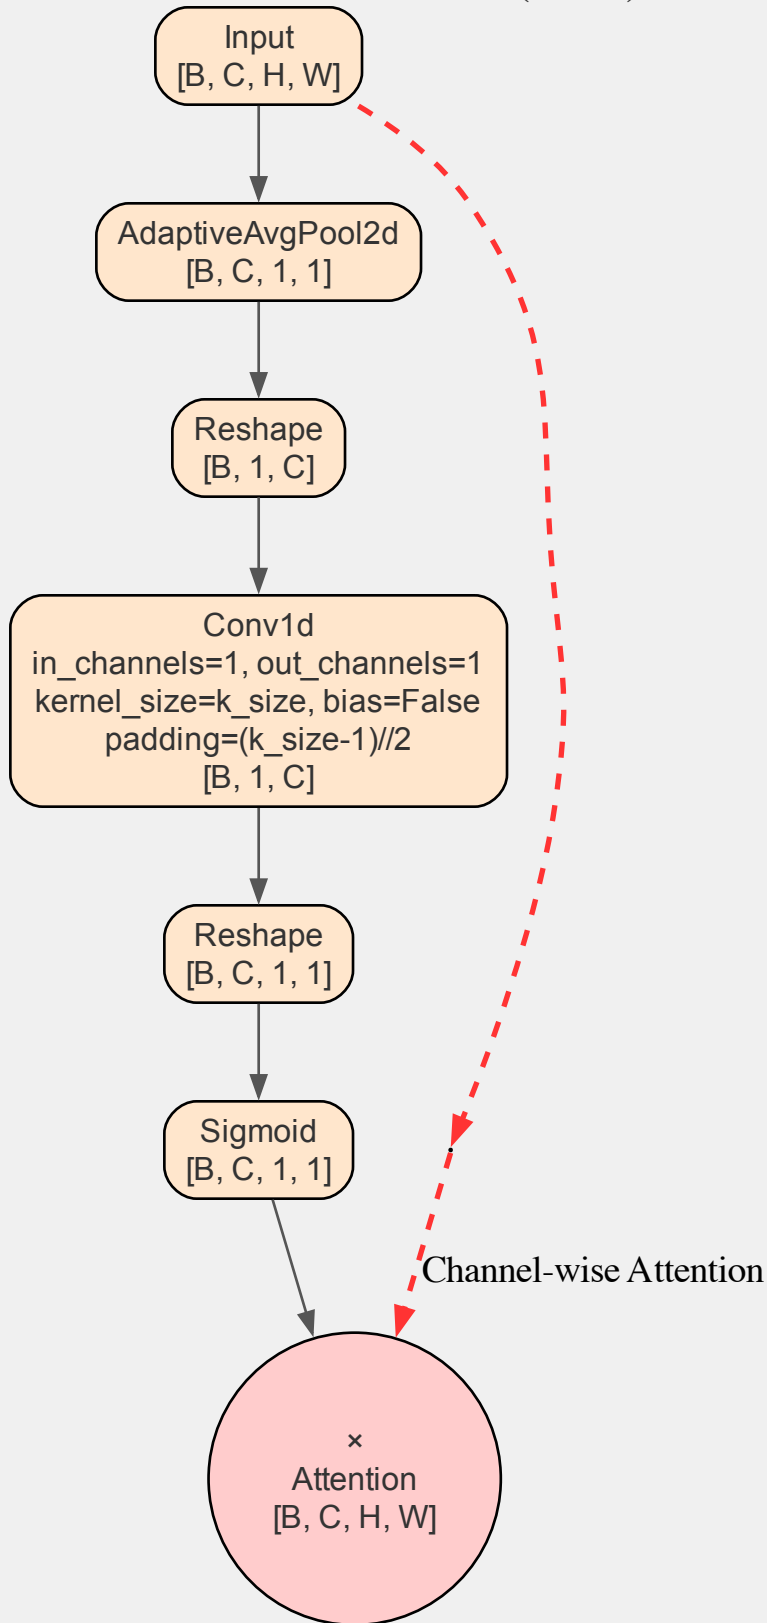 Input
[B, C, H, W]
AdaptiveAvgPool2d
[B, C, 1, 1]
Reshape
[B, 1, C]
Conv1d
in_channels=1, out_channels=1
kernel_size=k_size, bias=False
padding=(k_size-1)//2
[B, 1, C]
Reshape
[B, C, 1, 1]
Sigmoid
[B, C, 1, 1]
Channel-wise Attention
×
Attention
[B, C, H, W]